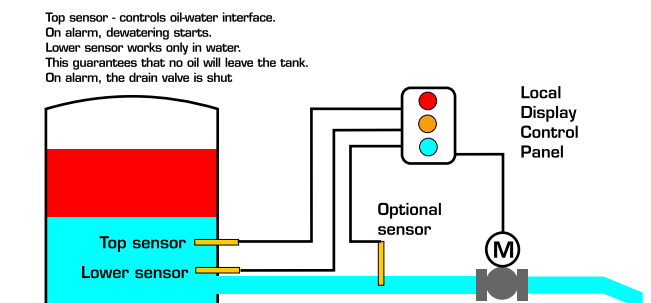 Top sensor - controls oil-water interface.
On alarm, dewatering starts.
Lower sensor works only in water.
This guarantees that no oil will leave the tank.
On alarm, the drain valve is shut
Local
Display
Control
Panel
Optional
sensor
Top sensor
Lower sensor
M